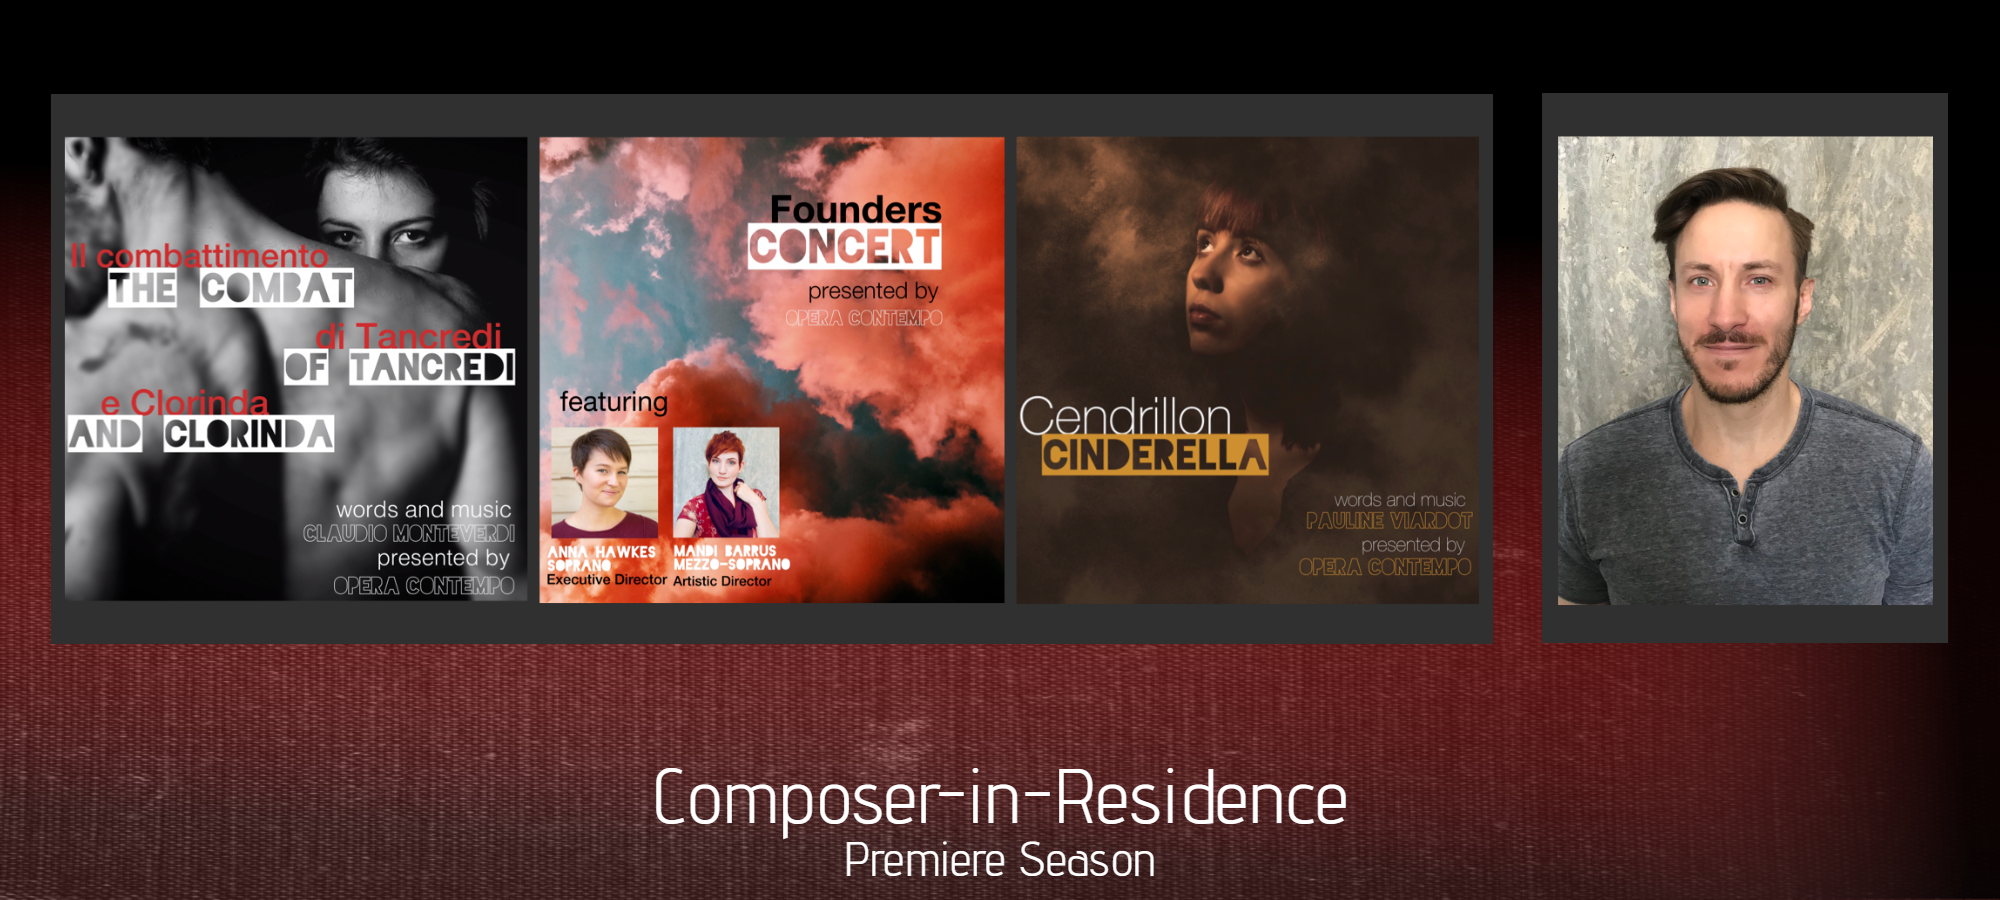 Il combattimento
THE COMBAT
di Tancredi
OF TANCREDI
e Clorinda
AND CLORINDA
words and music
CLAUDIO MONTEVERDI
presented by
OPERA CONTEMPO
Founders
CONCERT
presented by
OPERA CONTEMPO
featuring
ANNA HAWKES
SOPRANO
Executive Director
MANDI BARRUS
MEZZO-SOPRANO
Artistic Director
Cendrillon
CINDERELLA
words and music
PAULINE VIARDOT
presented by
OPERA CONTEMPO
Composer-in-Residence
Premiere Season